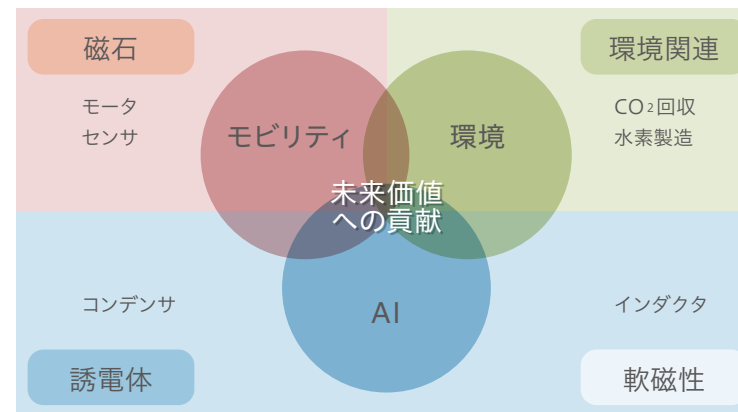 磁石
モータ
センサ
環境関連
CO2回収
水素製造
モビリティ
環境
未来価値
への貢献
AI
コンデンサ
誘電体
インダクタ
軟磁性